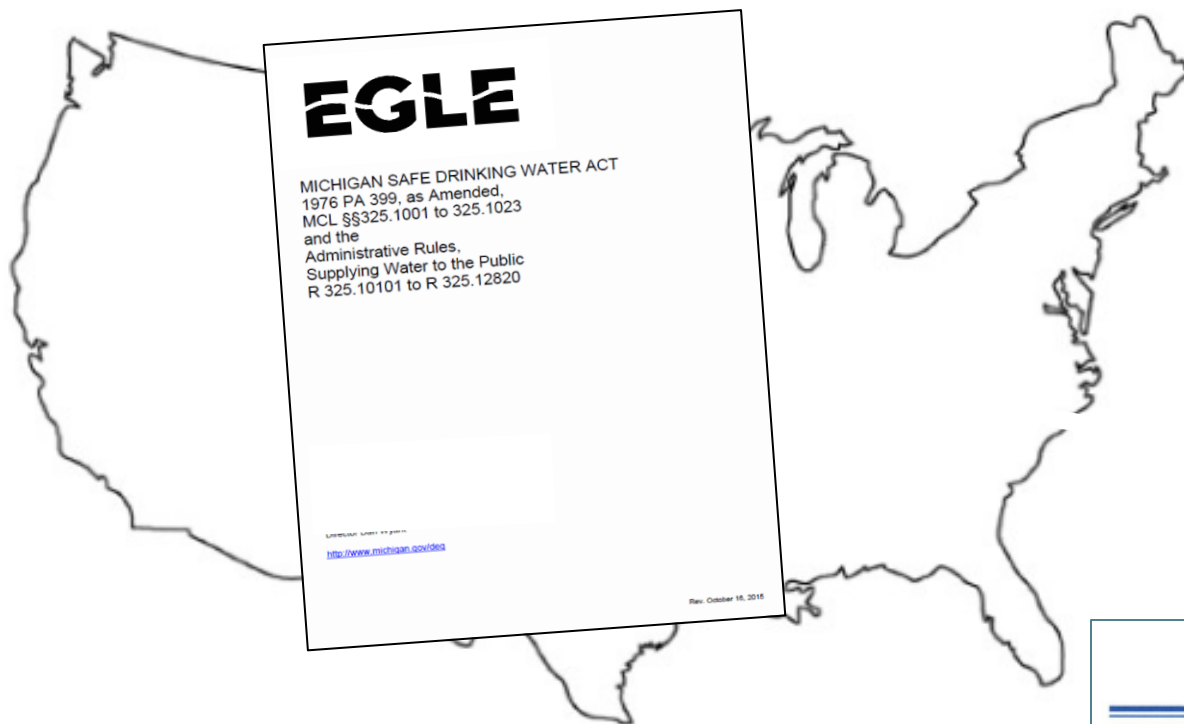 EGLE
MICHIGAN SAFE DRINKING WATER ACT
1976 PA 399, as Amended,
MCL §§325.1001 to 325.1023
and the
Administrative Rules,
Supplying Water to the Public
R 325.10101 to R 325.12820
http://www.michigan.gov/deq
Rev. October 16, 2015